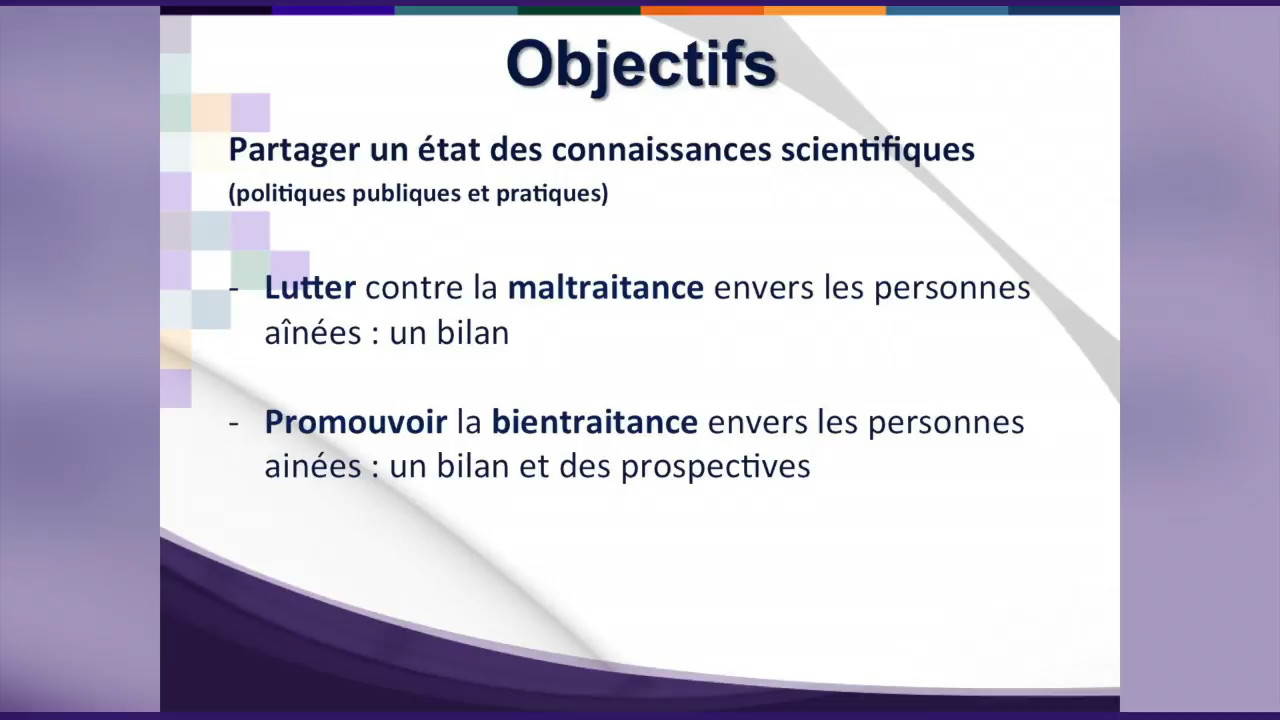 Objectifs
Partager un état des connaissances scientifiques
(politiques publiques et pratiques)
- Lutter contre la maltraitance envers les personnes
aînées : un bilan
- Promouvoir la bientraitance envers les personnes
ainées : un bilan et des prospectives